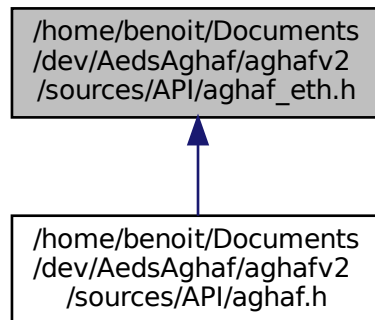 /home/benoit/Documents
/dev/AedsAghaf/aghafv2
/sources/API/aghaf_eth.h
/home/benoit/Documents
/dev/AedsAghaf/aghafv2
/sources/API/aghaf.h